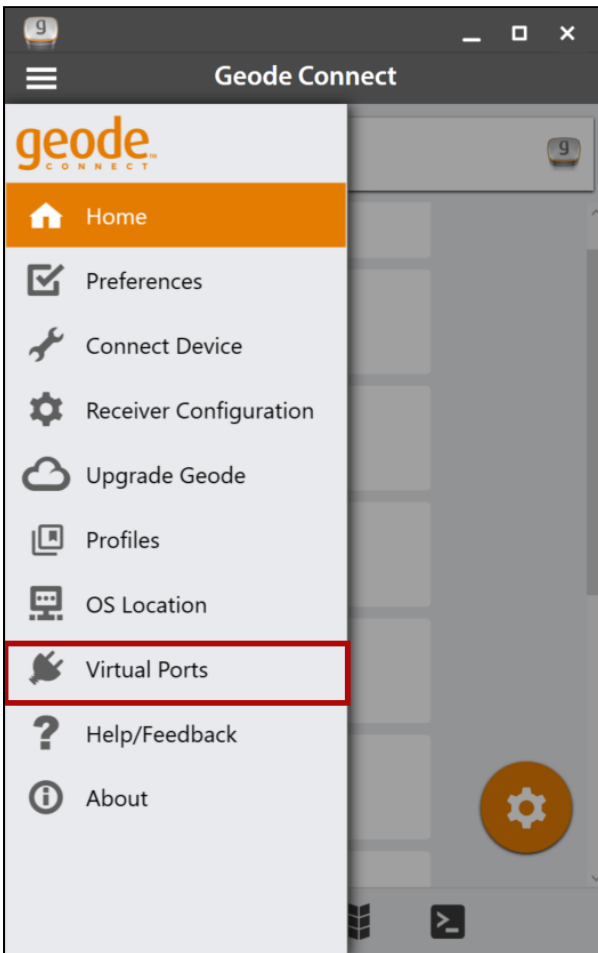 g
Geode Connect
geode™
CONNECT
g
Home
Preferences
Connect Device
Receiver Configuration
Upgrade Geode
Profiles
OS Location
Virtual Ports
Help/Feedback
About